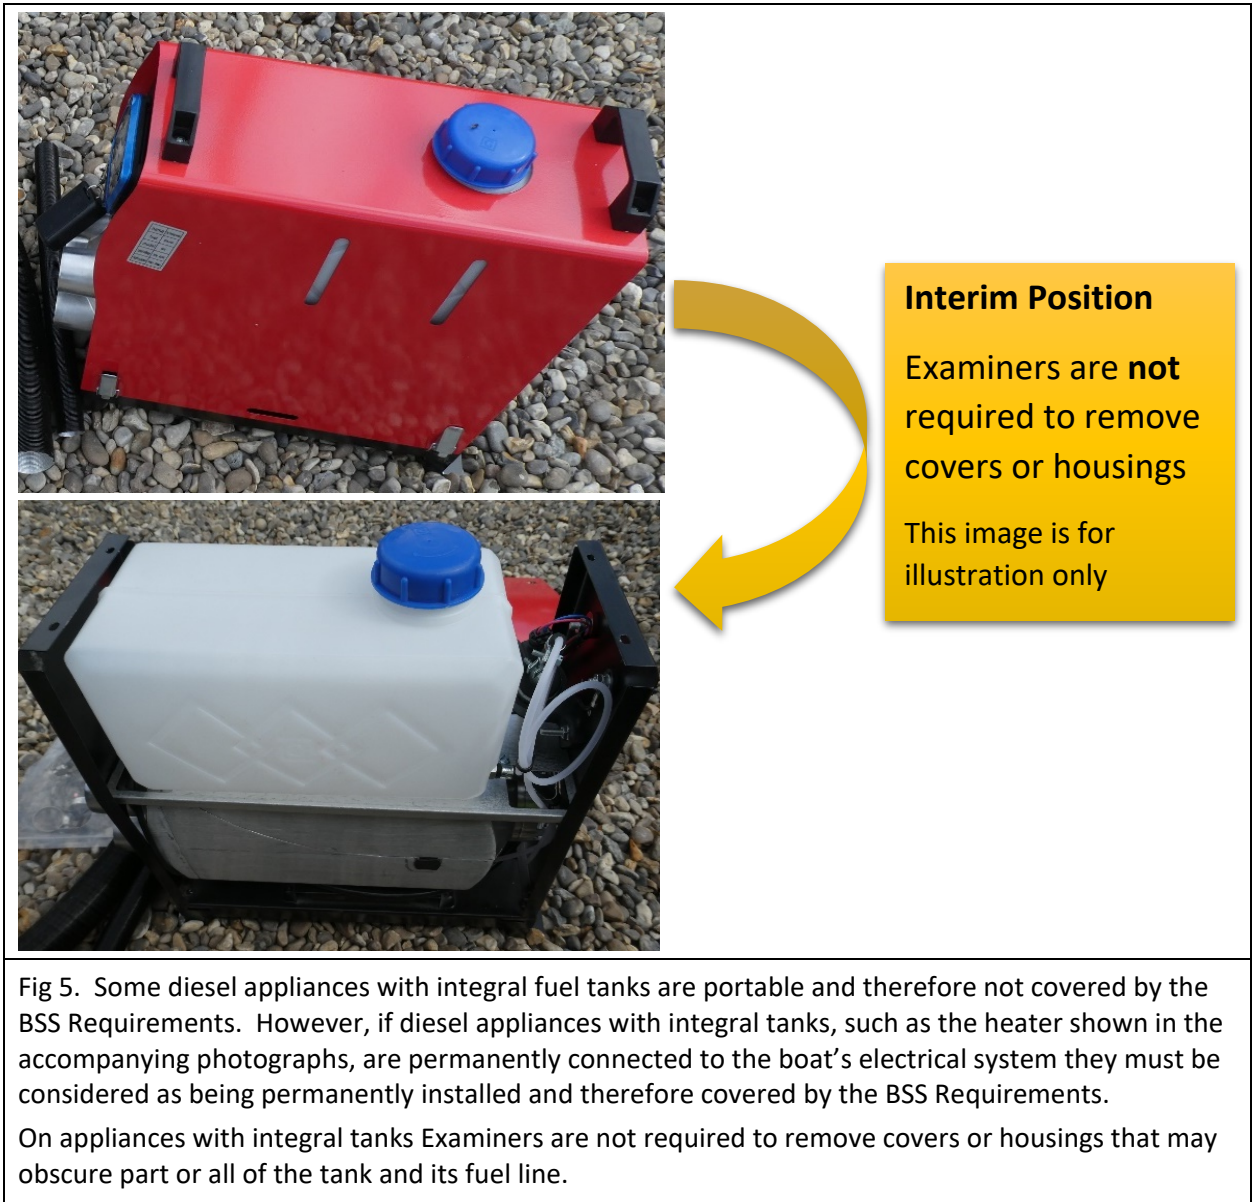 Interim Position
Examiners are not
required to remove
covers or housings
This image is for
illustration only
Fig 5.  Some diesel appliances with integral fuel tanks are portable and therefore not covered by the
BSS Requirements.  However, if diesel appliances with integral tanks, such as the heater shown in the
accompanying photographs, are permanently connected to the boat’s electrical system they must be
considered as being permanently installed and therefore covered by the BSS Requirements.
On appliances with integral tanks Examiners are not required to remove covers or housings that may
obscure part or all of the tank and its fuel line.